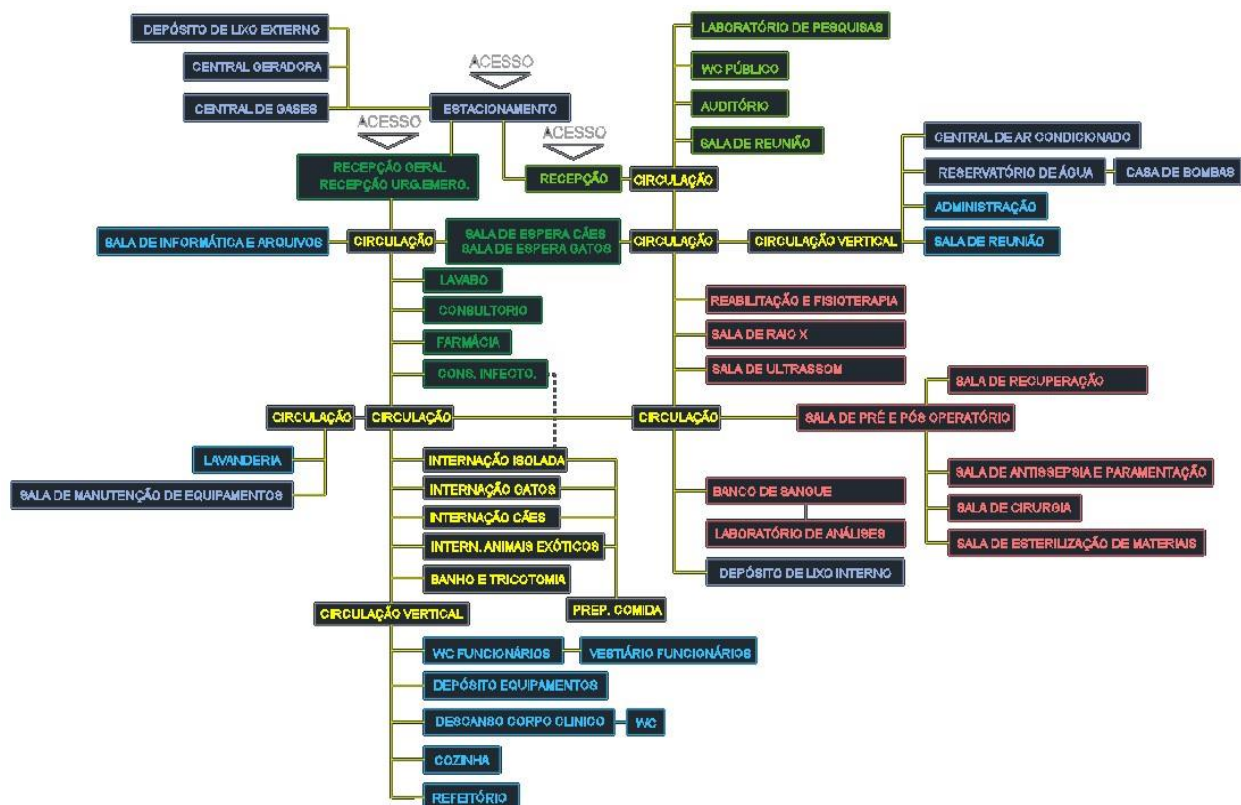 DEPÓSITO DE LIXO EXTERNO
CENTRAL GERADORA
CENTRAL DE GASES
ACESSO
ESTACIONAMENTO
ACESSO
RECEPÇÃO GERAL
RECEPÇÃO URG.EMERG.
ACESSO
RECEPÇÃO
CIRCULAÇÃO
LABORATÓRIO DE PESQUISAS
WC PÚBLICO
AUDITÓRIO
SALA DE REUNIÃO
CENTRAL DE AR CONDICIONADO
RESERVATÓRIO DE ÁGUA
CASA DE BOMBAS
ADMINISTRAÇÃO
SALA DE REUNIÃO
SALA DE INFORMÁTICA E ARQUIVOS
CIRCULAÇÃO
SALA DE ESPERA CÃES
SALA DE ESPERA GATOS
CIRCULAÇÃO
CIRCULAÇÃO VERTICAL
LAVABO
CONSULTORIO
FARMÁCIA
CONS. INFECTO.
REABILITAÇÃO E FISIOTERAPIA
SALA DE RAIO X
SALA DE ULTRASSOM
CIRCULAÇÃO
CIRCULAÇÃO
CIRCULAÇÃO
SALA DE PRÉ E PÓS OPERATÓRIO
SALA DE RECUPERAÇÃO
SALA DE ANTISSEPSIA E PARAMENTAÇÃO
SALA DE CIRURGIA
SALA DE ESTERILIZAÇÃO DE MATERIAIS
LAVANDERIA
SALA DE MANUTENÇÃO DE EQUIPAMENTOS
INTERNAÇÃO ISOLADA
INTERNAÇÃO GATOS
INTERNAÇÃO CÃES
INTERN. ANIMAIS EXÓTICOS
BANHO E TRICOTOMIA
PREP. COMIDA
BANCO DE SANGUE
LABORATÓRIO DE ANÁLISES
DEPÓSITO DE LIXO INTERNO
CIRCULAÇÃO VERTICAL
WC FUNCIONÁRIOS
VESTIÁRIO FUNCIONÁRIOS
DEPÓSITO EQUIPAMENTOS
DESCANSO CORPO CLINICO
WC
COZINHA
REFEITÓRIO